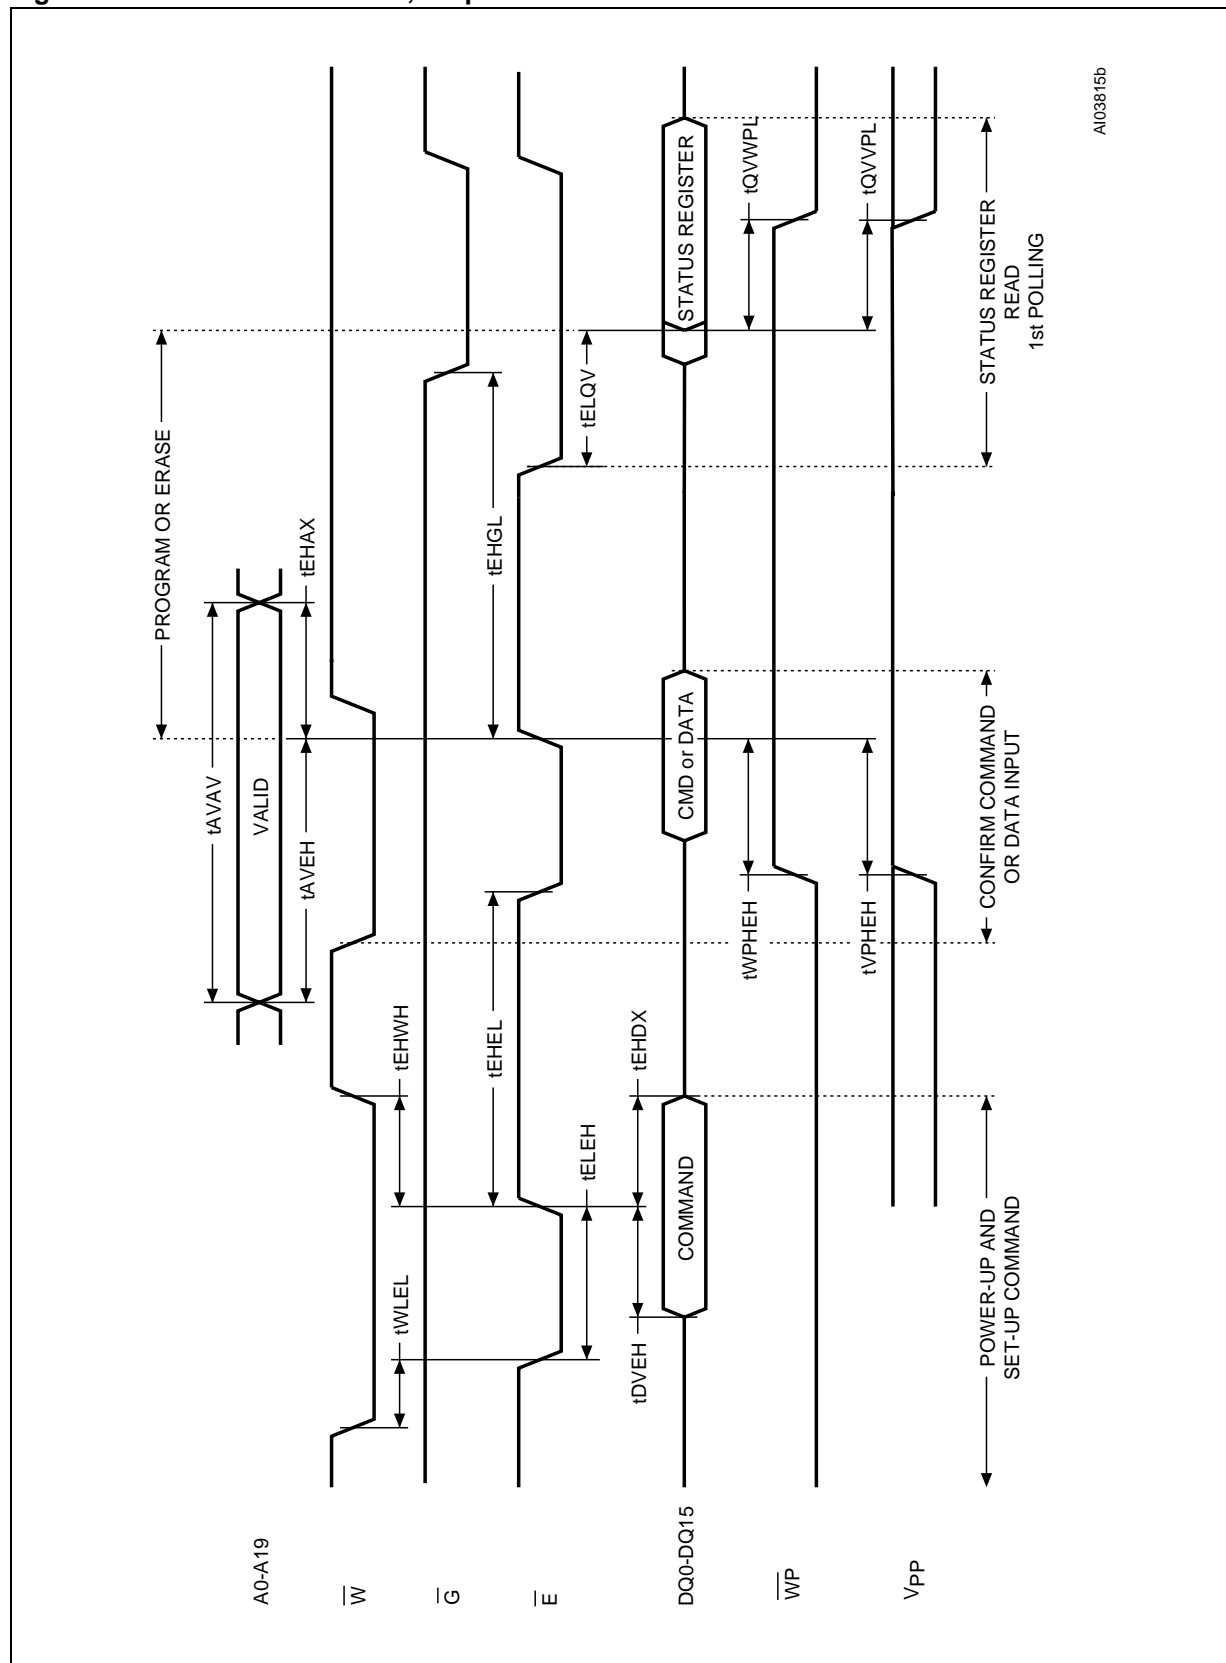 PROGRAM OR ERASE
tAVAV
A0-A19
VALID
tAVEH
tEHAX
W
tWLEL
tEHWH
G
tEHEL
tEHGL
E
tELEH
tELQV
tDVEH
tEHDX
DQ0-DQ15
COMMAND
CMD or DATA
STATUS REGISTER
tWPHEH
tQVWPL
WP
tVPHEH
tQVVPL
VPP
POWER-UP AND
SET-UP COMMAND
CONFIRM COMMAND
OR DATA INPUT
STATUS REGISTER
READ
1st POLLING
AI03815b